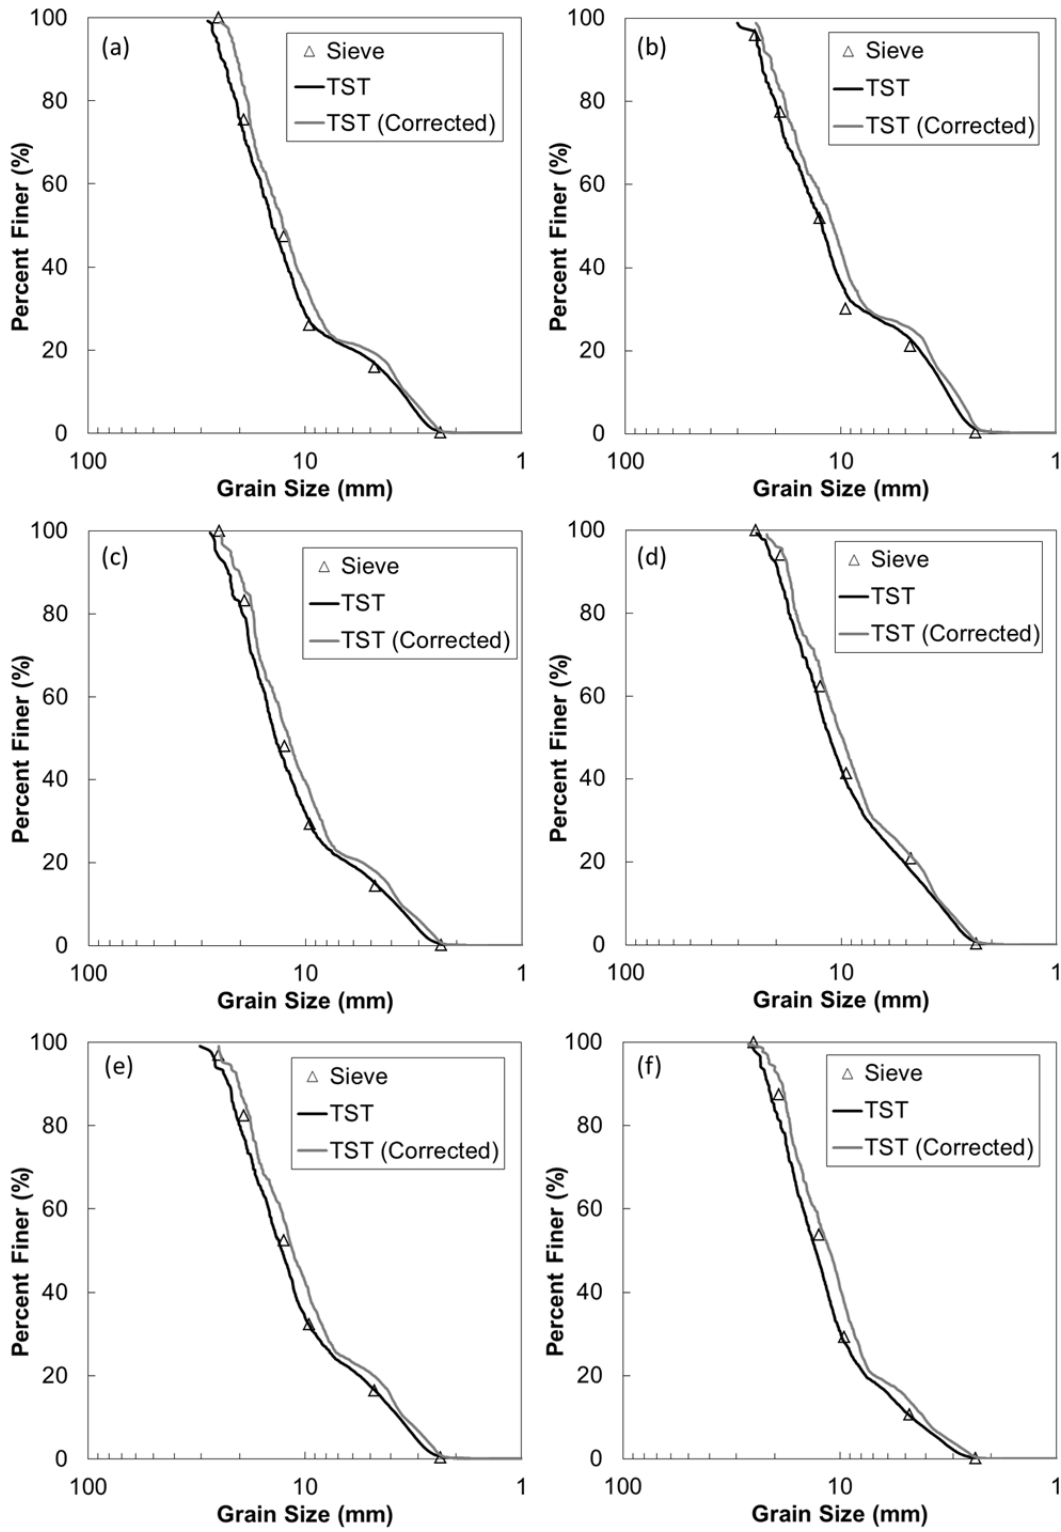 (a)
Sieve
TST
TST (Corrected)
100
80
60
40
20
0
Percent Finer (%)
100
10
1
Grain Size (mm)
(b)
Sieve
TST
TST (Corrected)
100
80
60
40
20
0
Percent Finer (%)
100
10
1
Grain Size (mm)
(c)
Sieve
TST
TST (Corrected)
100
80
60
40
20
0
Percent Finer (%)
100
10
1
Grain Size (mm)
(d)
Sieve
TST
TST (Corrected)
100
80
60
40
20
0
Percent Finer (%)
100
10
1
Grain Size (mm)
(e)
Sieve
TST
TST (Corrected)
100
80
60
40
20
0
Percent Finer (%)
100
10
1
Grain Size (mm)
(f)
Sieve
TST
TST (Corrected)
100
80
60
40
20
0
Percent Finer (%)
100
10
1
Grain Size (mm)